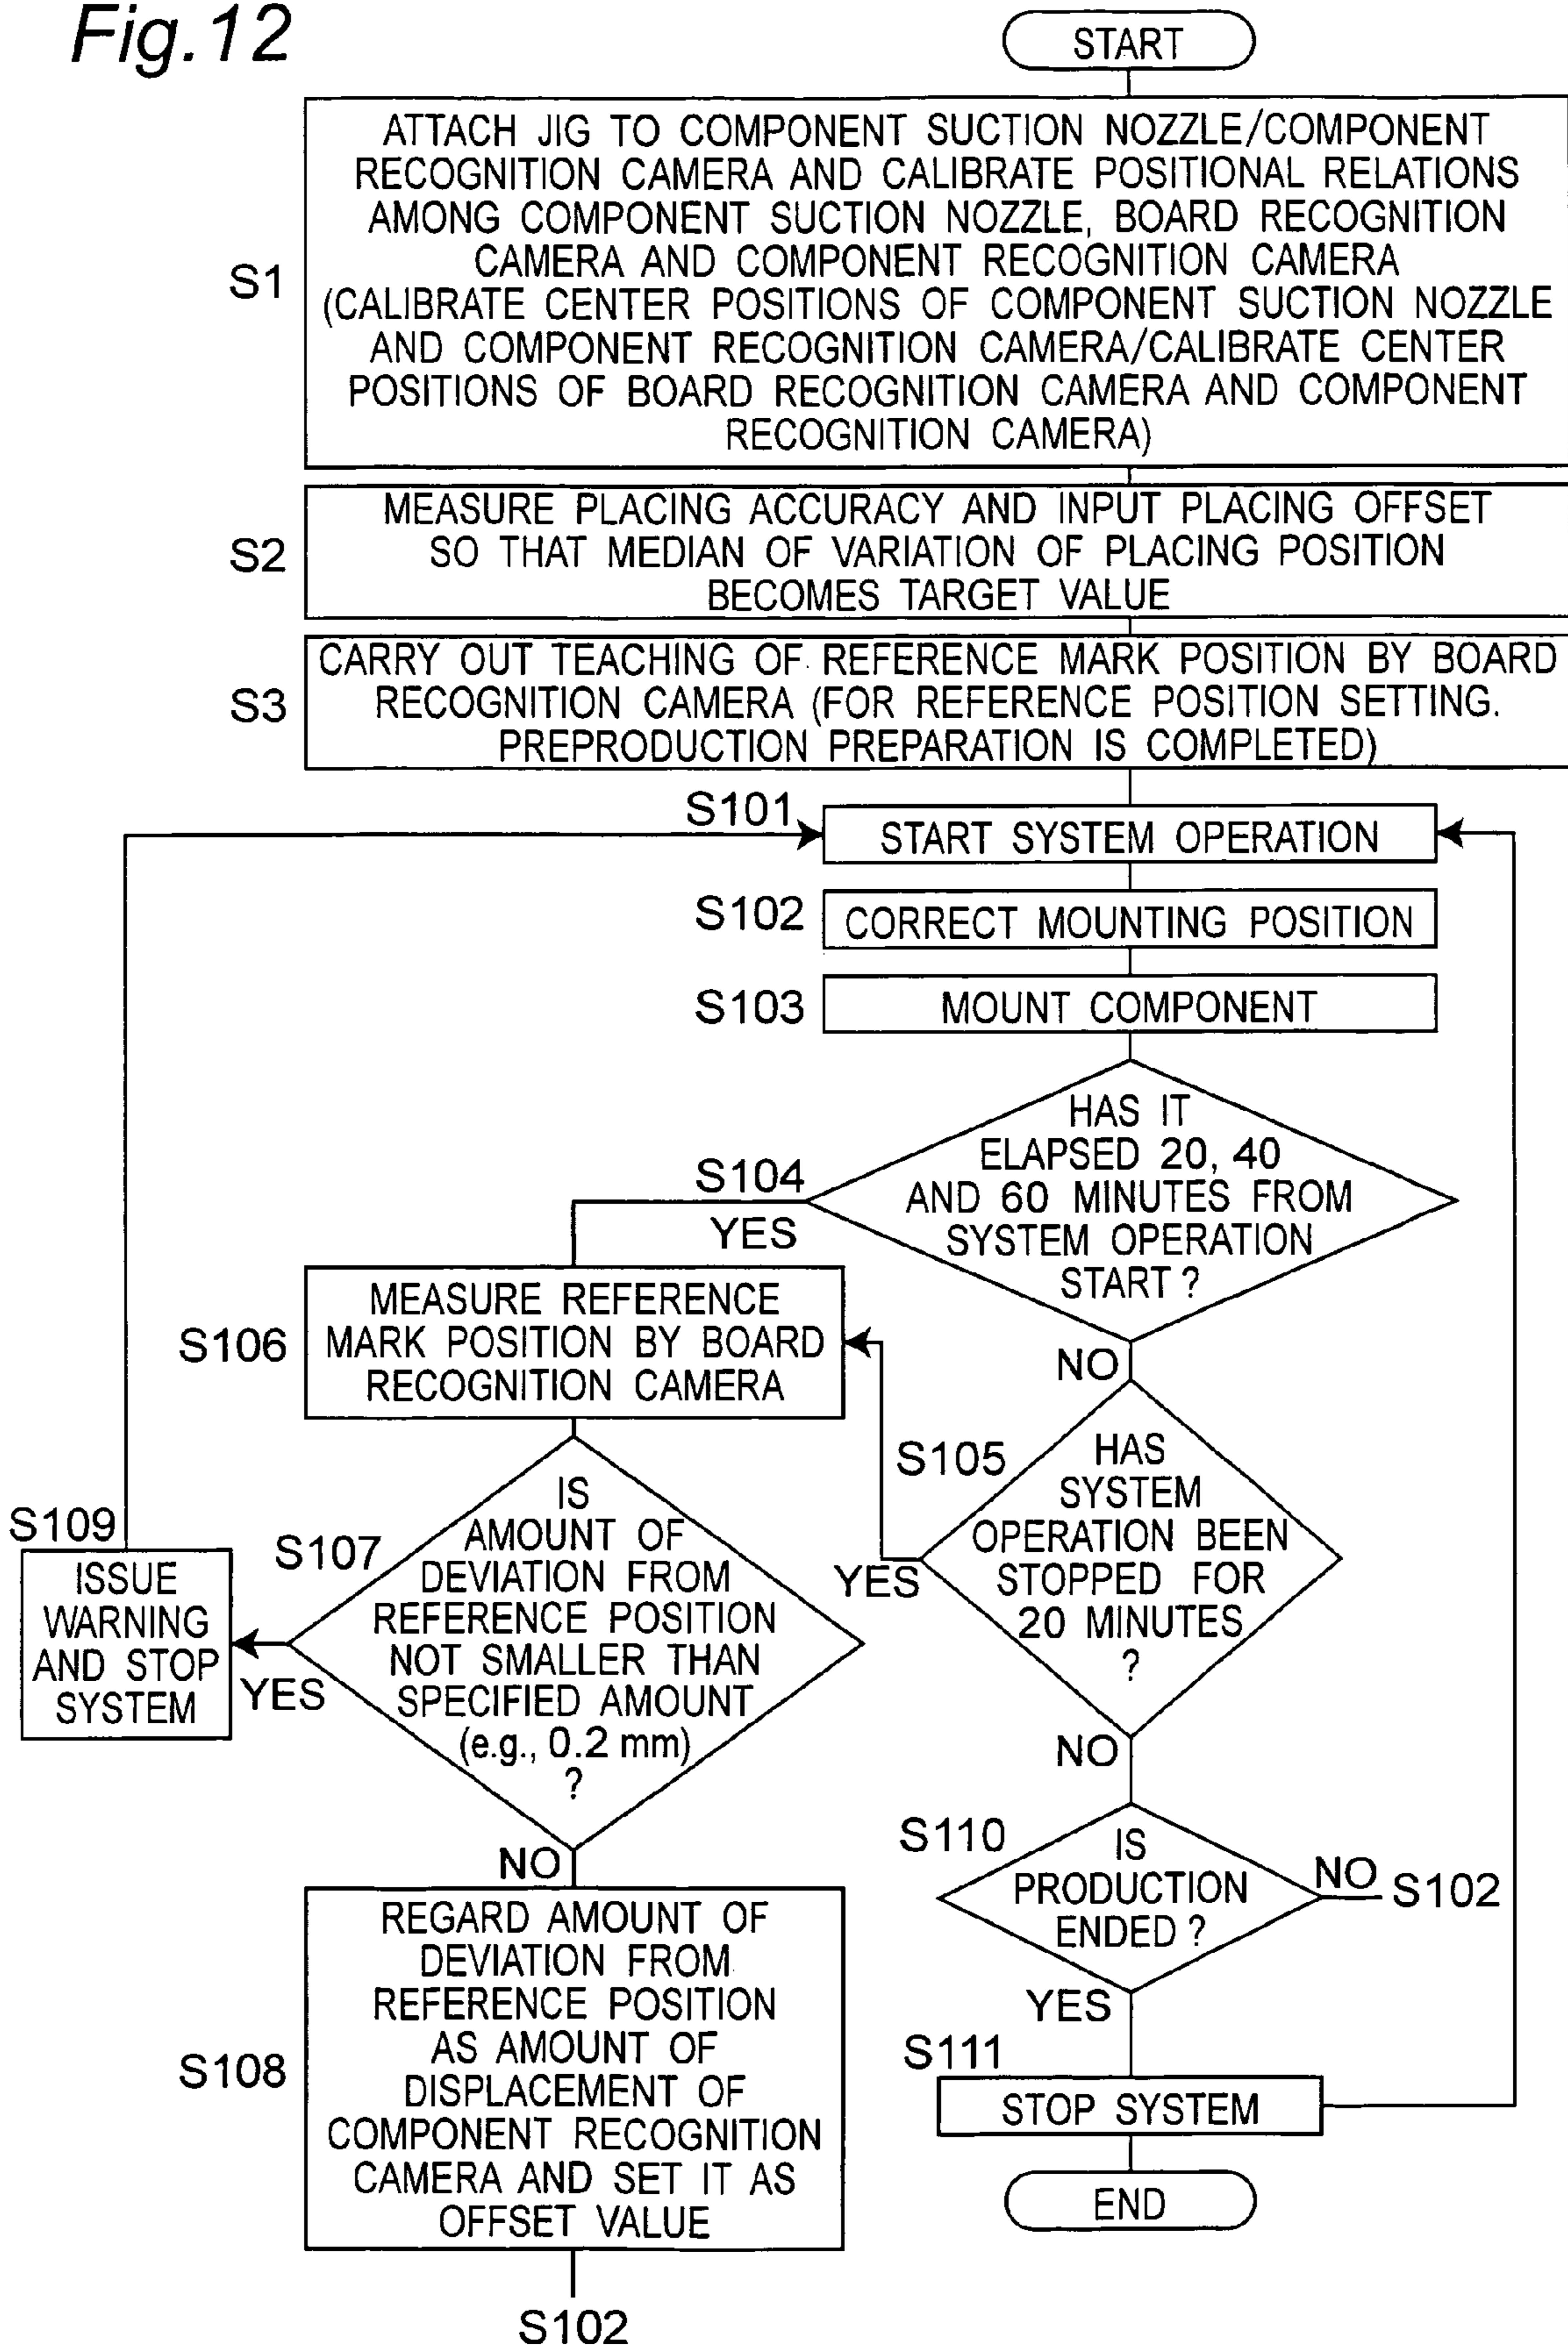 Fig.12
START
S1
ATTACH JIG TO COMPONENT SUCTION NOZZLE/COMPONENT
RECOGNITION CAMERA AND CALIBRATE POSITIONAL RELATIONS
AMONG COMPONENT SUCTION NOZZLE, BOARD RECOGNITION
CAMERA AND COMPONENT RECOGNITION CAMERA
(CALIBRATE CENTER POSITIONS OF COMPONENT SUCTION NOZZLE
AND COMPONENT RECOGNITION CAMERA/CALIBRATE CENTER
POSITIONS OF BOARD RECOGNITION CAMERA AND COMPONENT
RECOGNITION CAMERA)
S2
MEASURE PLACING ACCURACY AND INPUT PLACING OFFSET
SO THAT MEDIAN OF VARIATION OF PLACING POSITION
BECOMES TARGET VALUE
S3
CARRY OUT TEACHING OF REFERENCE MARK POSITION BY BOARD
RECOGNITION CAMERA (FOR REFERENCE POSITION SETTING.
PREPRODUCTION PREPARATION IS COMPLETED)
S101
START SYSTEM OPERATION
S102
CORRECT MOUNTING POSITION
S103
MOUNT COMPONENT
S104
HAS IT
ELAPSED 20, 40
AND 60 MINUTES FROM
SYSTEM OPERATION
START ?
YES
NO
S106
MEASURE REFERENCE
MARK POSITION BY BOARD
RECOGNITION CAMERA
S105
HAS
SYSTEM
OPERATION BEEN
STOPPED FOR
20 MINUTES
?
YES
NO
S107
IS
AMOUNT OF
DEVIATION FROM
REFERENCE POSITION
NOT SMALLER THAN
SPECIFIED AMOUNT
(e.g., 0.2 mm)
?
YES
NO
S109
ISSUE
WARNING
AND STOP
SYSTEM
S108
REGARD AMOUNT OF
DEVIATION FROM
REFERENCE POSITION
AS AMOUNT OF
DISPLACEMENT OF
COMPONENT RECOGNITION
CAMERA AND SET IT AS
OFFSET VALUE
S102
S110
IS
PRODUCTION
ENDED ?
NO
S102
YES
S111
STOP SYSTEM
END